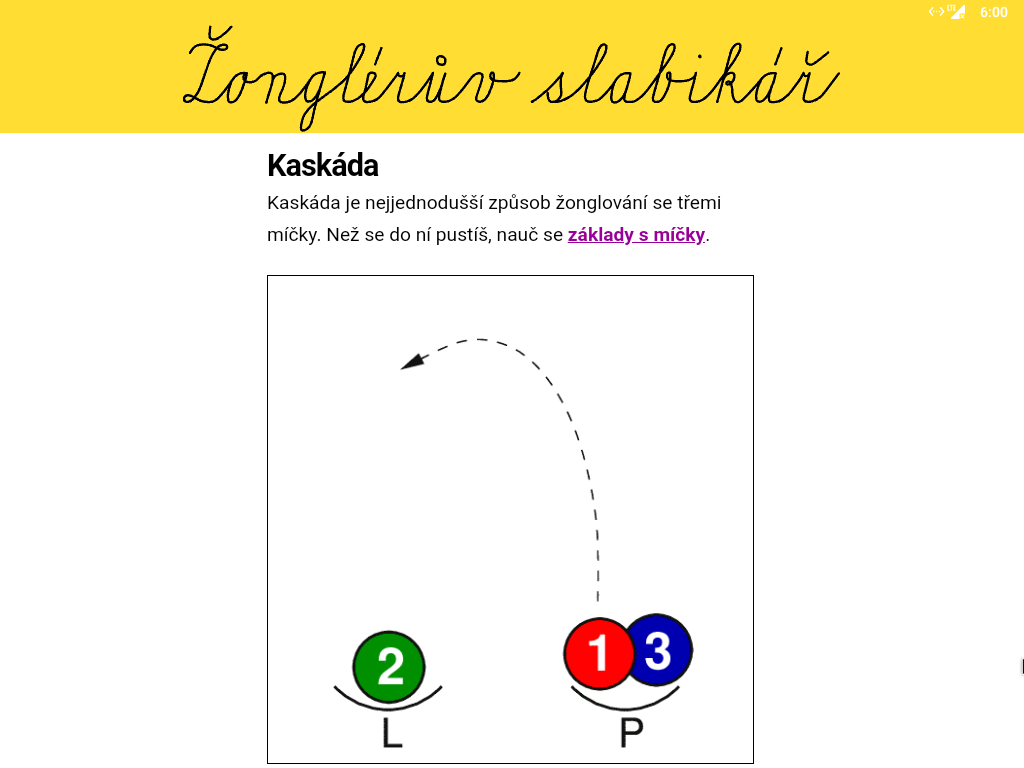 6:00
Žonglérův slabikář
Kaskáda
Kaskáda je nejjednodušší způsob žonglování se třemi
míčky. Než se do ní pustíš, nauč se základy s míčky.
2 1 3
L P